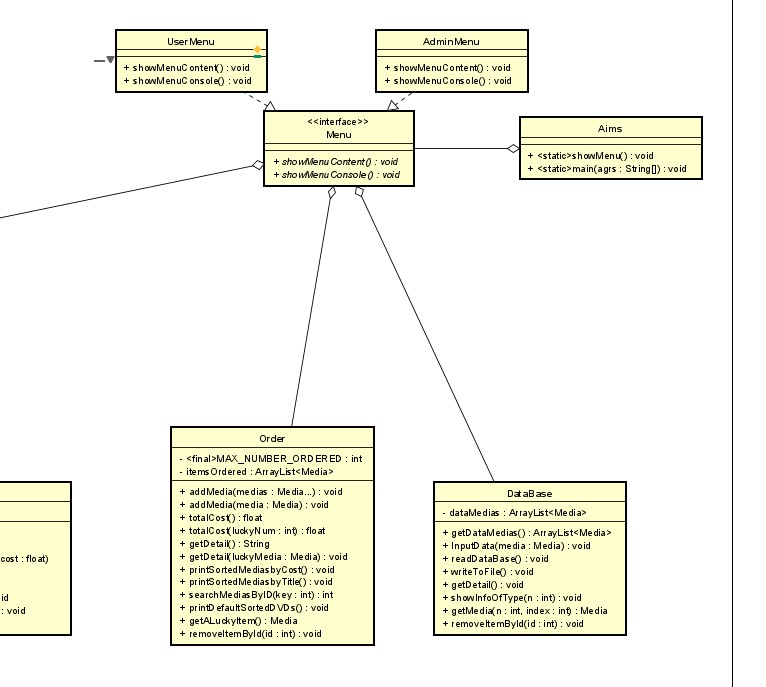 UserMenu
+ showMenuContent() : void
+ showMenuConsole() : void
AdminMenu
+ showMenuContent() : void
+ showMenuConsole() : void
<<interface>>
Menu
+ showMenuContent() : void
+ showMenuConsole() : void
Aims
+ <static>showMenu() : void
+ <static>main(agrs : String[]) : void
Order
- <final>MAX_NUMBER_ORDERED : int
- itemsOrdered : ArrayList<Media>
+ addMedia(medias : Media...) : void
+ addMedia(media : Media) : void
+ totalCost() : float
+ totalCost(luckyNum : int) : float
+ getDetail() : String
+ getDetail(luckyMedia : Media) : void
+ printSortedMediasbyCost() : void
+ printSortedMediasbyTitle() : void
+ searchMediasByID(key : int) : int
+ printDefaultSortedDVDs() : void
+ getALuckyItem() : Media
+ removeItemById(id : int) : void
DataBase
- dataMedias : ArrayList<Media>
+ getDataMedias() : ArrayList<Media>
+ InputData(media : Media) : void
+ readDataBase() : void
+ writeToFile() : void
+ getDetail() : void
+ showInfoOfType(n : int) : void
+ getMedia(n : int, index : int) : Media
+ removeItemById(id : int) : void
cost : float)
id
: void